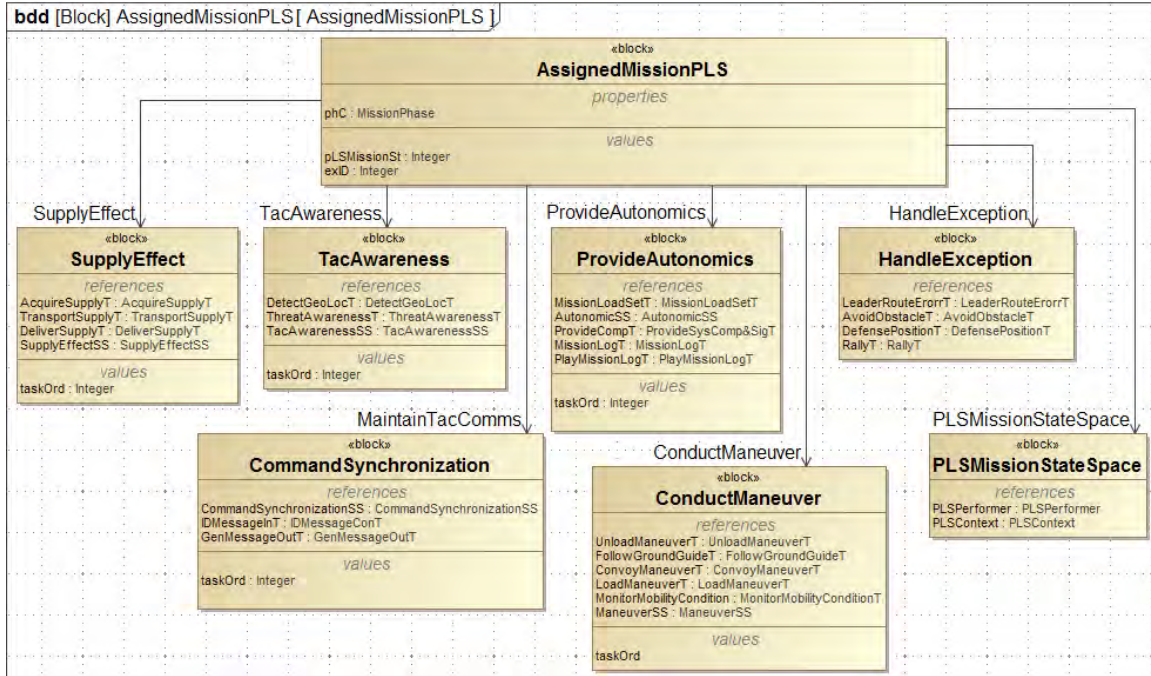 bdd [Block] AssignedMissionPLS[ AssignedMissionPLS ]
«block»
AssignedMissionPLS
properties
phC : MissionPhase
values
pLSMissionSt : Integer
exID : Integer
SupplyEffect
«block»
SupplyEffect
references
AcquireSupplyT : AcquireSupplyT
TransportSupplyT : TransportSupplyT
DeliverSupplyT : DeliverSupplyT
SupplyEffectSS : SupplyEffectSS
values
taskOrd : Integer
TacAwareness
«block»
TacAwareness
references
DetectGeoLocT : DetectGeoLocT
ThreatAwarenessT : ThreatAwarenessT
TacAwarenessSS : TacAwarenessSS
values
taskOrd : Integer
ProvideAutonomics
«block»
ProvideAutonomics
references
MissionLoadSetT : MissionLoadSetT
AutonomicSS : AutonomicSS
ProvideCompT : ProvideSysComp&SigT
MissionLogT : MissionLogT
PlayMissionLogT : PlayMissionLogT
values
taskOrd : Integer
HandleException
«block»
HandleException
references
LeaderRouteErorrT : LeaderRouteErorrT
AvoidObstacleT : AvoidObstacleT
DefensePositionT : DefensePositionT
RallyT : RallyT
MaintainTacComms
«block»
CommandSynchronization
references
CommandSynchronizationSS : CommandSynchronizationSS
IDMessageInT : IDMessageConT
GenMessageOutT : GenMessageOutT
values
taskOrd : Integer
ConductManeuver
«block»
ConductManeuver
references
UnloadManeuverT : UnloadManeuverT
FollowGroundGuideT : FollowGroundGuideT
ConvoyManeuverT : ConvoyManeuverT
LoadManeuverT : LoadManeuverT
MonitorMobilityCondition : MonitorMobilityConditionT
ManeuverSS : ManeuverSS
values
taskOrd
PLSMissionStateSpace
«block»
PLSMissionStateSpace
references
PLSPerformer : PLSPerformer
PLSContext : PLSContext